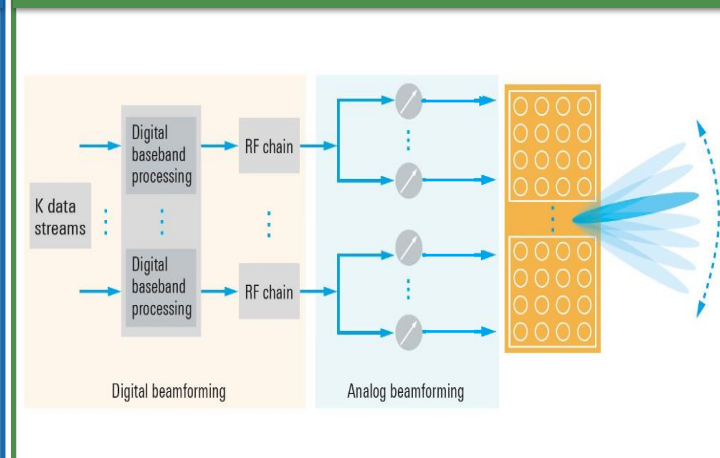 Digital
baseband
processing
RF chain
K data
streams
Digital
baseband
processing
RF chain
Digital beamforming
Analog beamforming